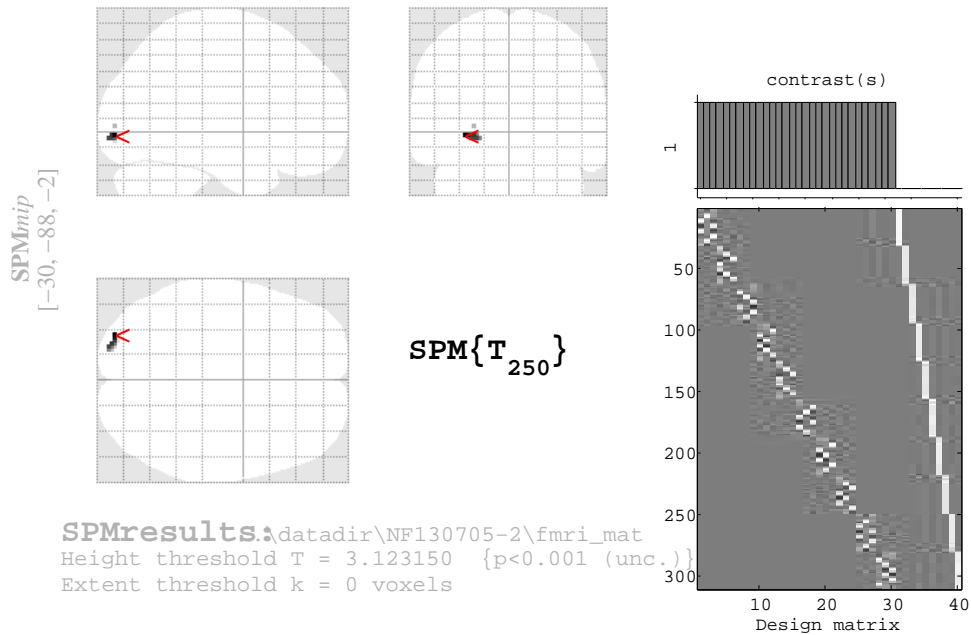 contrast(s)
1
SPMmip
[−30, −88, −2]
SPM{T250}
50
100
150
200
250
300
10 20 30 40
Design matrix
SPMresults:.\datadir\NF130705-2\fmri_mat
Height threshold T = 3.123150 {p<0.001 (unc.)}
Extent threshold k = 0 voxels